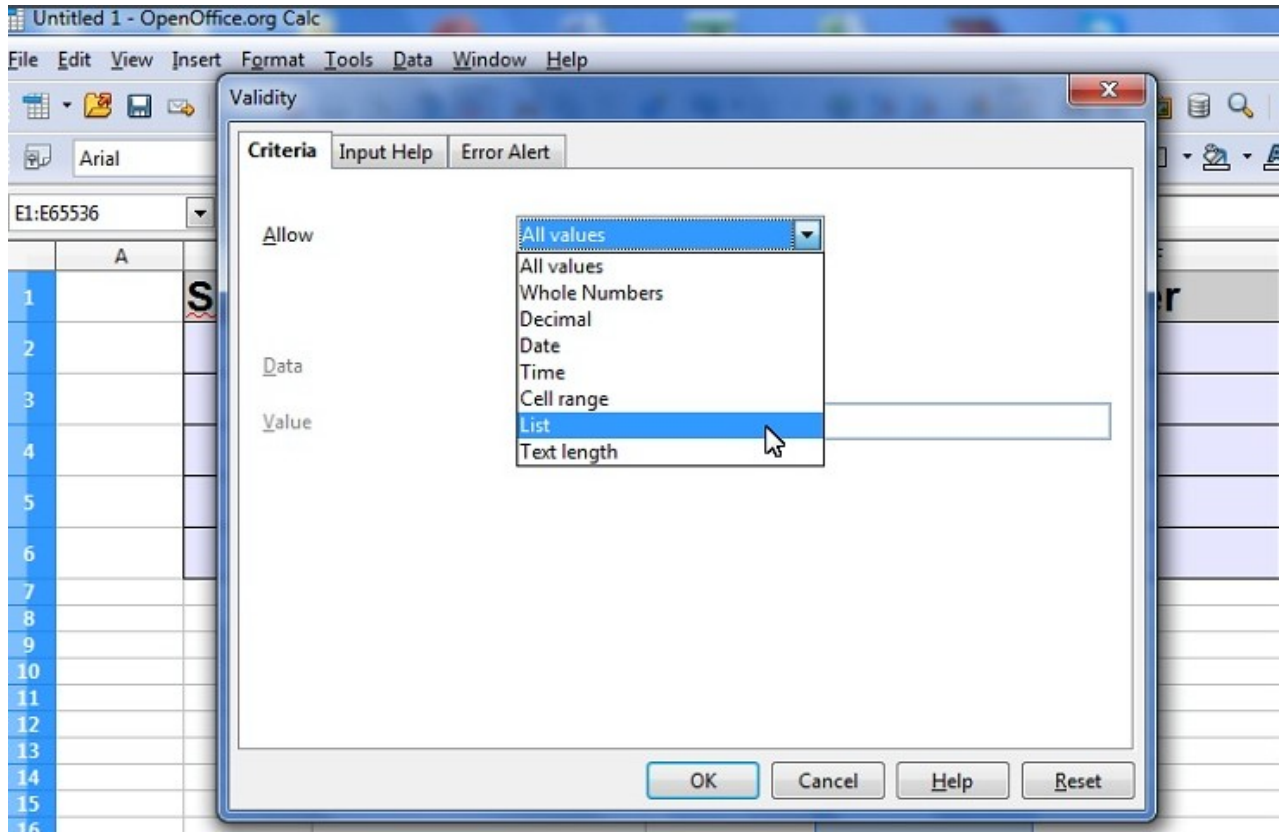 Untitled 1 - OpenOffice.org Calc
File Edit View Insert Format Tools Data Window Help
Validity
Arial
Criteria Input Help Error Alert
E1:E65536
Allow All values
A
All values
1
Whole Numbers
Decimal
2
Date
Data
Time
3
Cell range
Value
List
4
Text length
5
6
7
8
9
10
11
12
13
14
OK Cancel Help Reset
15
16